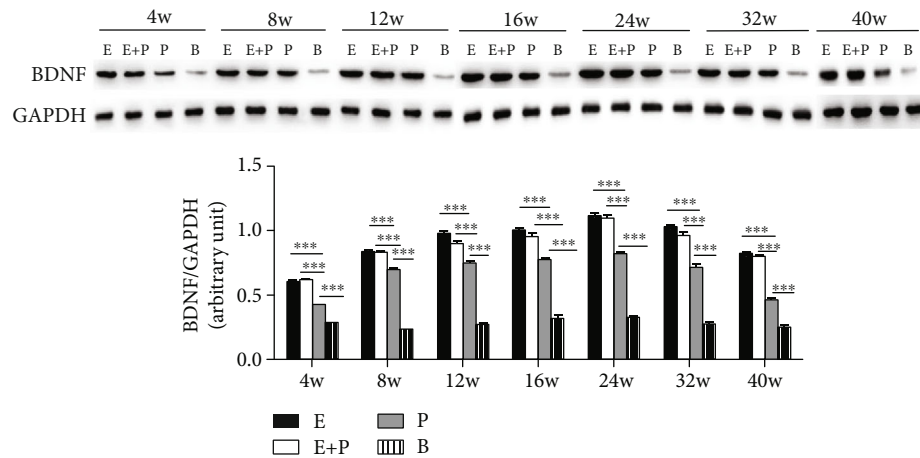 4w 8w 12w 16w 24w 32w 40w
E E+P P B E E+P P B E E+P P B E E+P P B E E+P P B E E+P P B E E+P P B
BDNF
GAPDH
BDNF/GAPDH
(arbitrary unit)
1.5
1.0
0.5
0.0
*** *** ***
*** *** ***
*** *** ***
*** *** ***
*** *** ***
*** *** ***
*** *** ***
4w 8w 12w 16w 24w 32w 40w
E P
E+P B